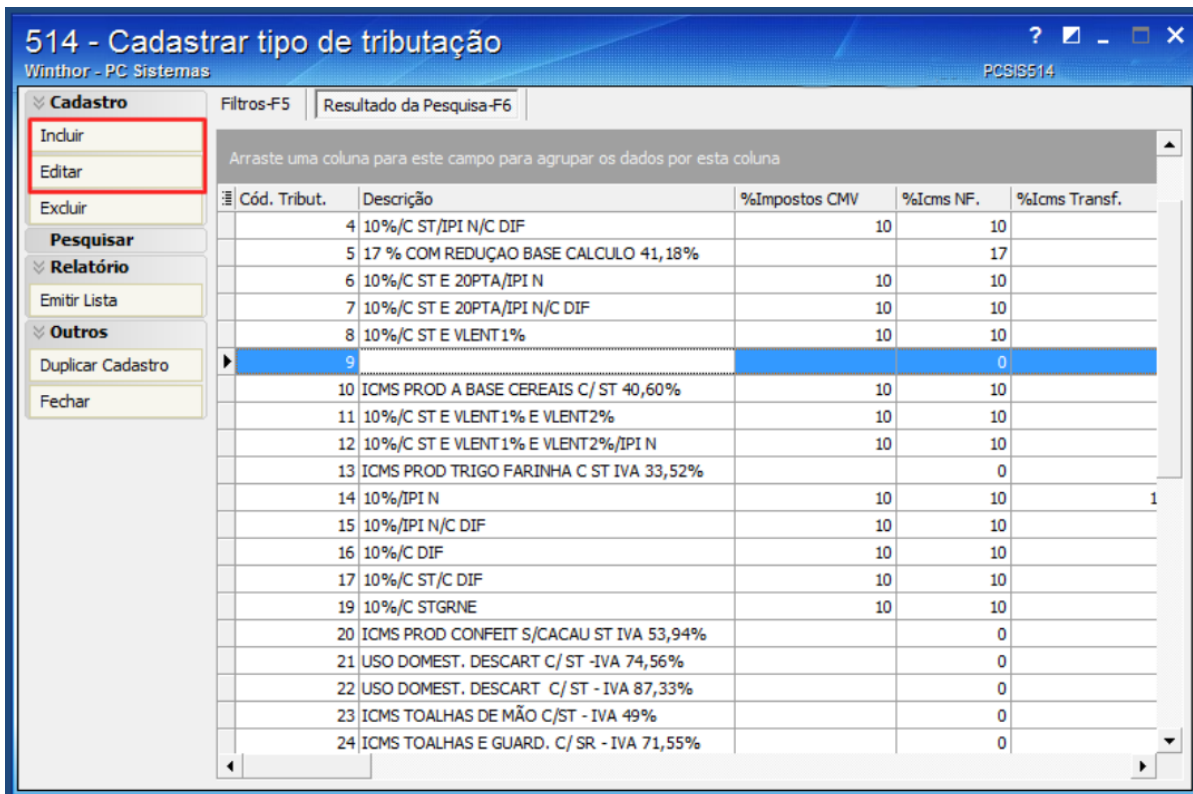 514 - Cadastrar tipo de tributação
Winthor - PC Sistemas
PCSIS514
Cadastro
Incluir
Editar
Excluir
Pesquisar
Relatório
Emitir Lista
Outros
Duplicar Cadastro
Fechar
Filtros-F5 Resultado da Pesquisa-F6
Arraste uma coluna para este campo para agrupar os dados por esta coluna
Cód. Tribut. Descrição %Impostos CMV %Icms NF. %Icms Transf.
4 10%/C ST/IPI N/C DIF 10 10
5 17 % COM REDUÇAO BASE CALCULO 41,18% 17
6 10%/C ST E 20PTA/IPI N 10 10
7 10%/C ST E 20PTA/IPI N/C DIF 10 10
8 10%/C ST E VLENT1% 10 10
9 0
10 ICMS PROD A BASE CEREAIS C/ ST 40,60% 10 10
11 10%/C ST E VLENT1% E VLENT2% 10 10
12 10%/C ST E VLENT1% E VLENT2%/IPI N 10 10
13 ICMS PROD TRIGO FARINHA C ST IVA 33,52% 0
14 10%/IPI N 10 10 1
15 10%/IPI N/C DIF 10 10
16 10%/C DIF 10 10
17 10%/C ST/C DIF 10 10
19 10%/C STGRNE 10 10
20 ICMS PROD CONFEIT S/CACAU ST IVA 53,94% 0
21 USO DOMEST. DESCART C/ ST -IVA 74,56% 0
22 USO DOMEST. DESCART  C/ ST - IVA 87,33% 0
23 ICMS TOALHAS DE MÃO C/ST - IVA 49% 0
24 ICMS TOALHAS E GUARD. C/ SR - IVA 71,55% 0